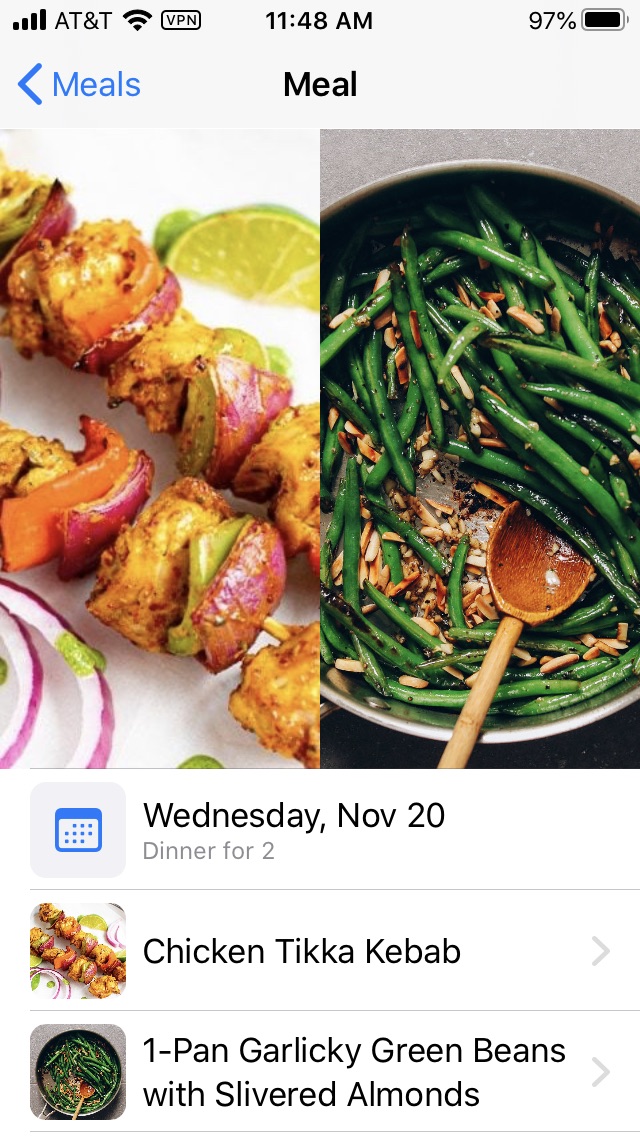 AT&T VPN 11:48 AM 97%
Meals Meal
Wednesday, Nov 20
Dinner for 2
Chicken Tikka Kebab
1-Pan Garlicky Green Beans
with Slivered Almonds